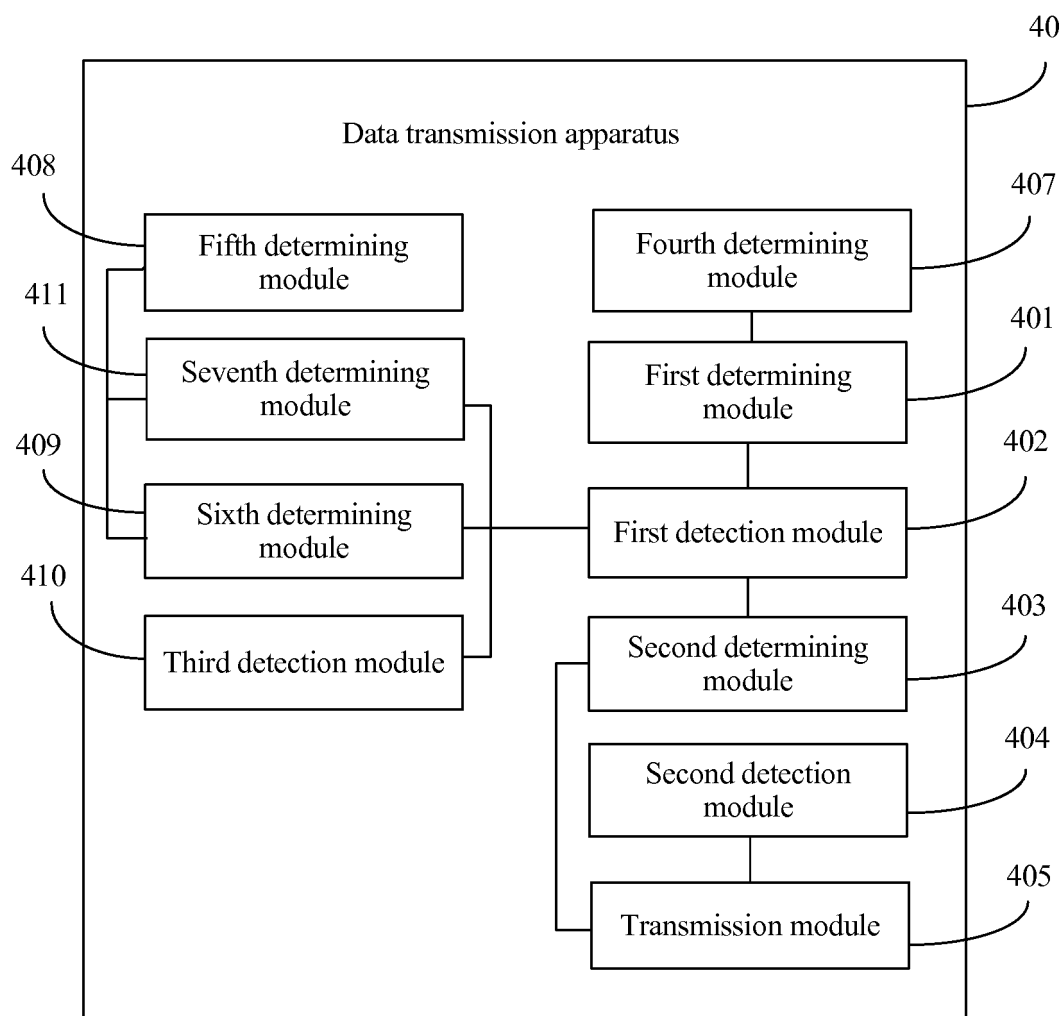 40
Data transmission apparatus
408
407
Fifth determining
module
Fourth determining
module
411
401
Seventh determining
module
First determining
module
409
402
Sixth determining
module
First detection module
410
403
Third detection module
Second determining
module
404
Second detection
module
405
Transmission module